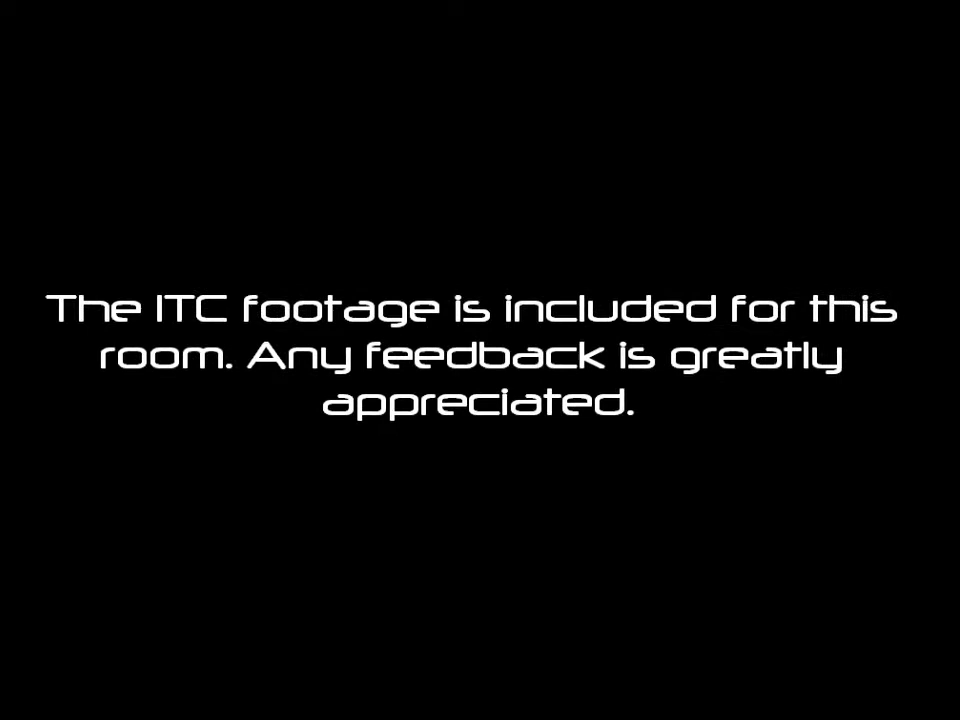 The ITC footage is included for this
room. Any feedback is greatly
appreciated.